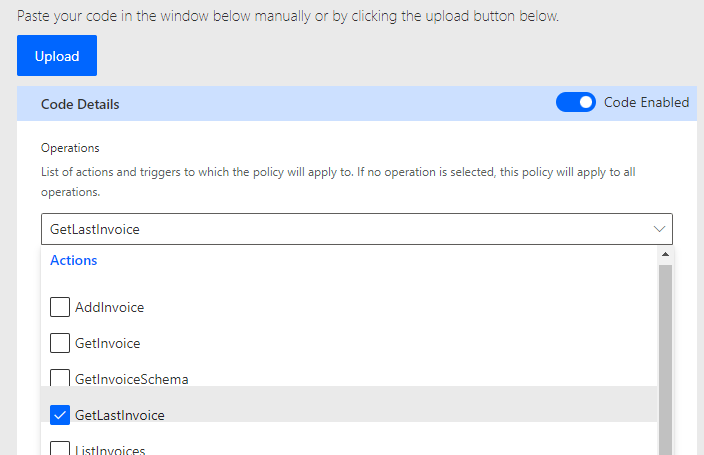 Paste your code in the window below manually or by clicking the upload button below.
Upload
Code Details
Code Enabled
Operations
List of actions and triggers to which the policy will apply to. If no operation is selected, this policy will apply to all
operations.
GetLastInvoice
Actions
AddInvoice
GetInvoice
GetInvoiceSchema
GetLastInvoice
ListInvoices